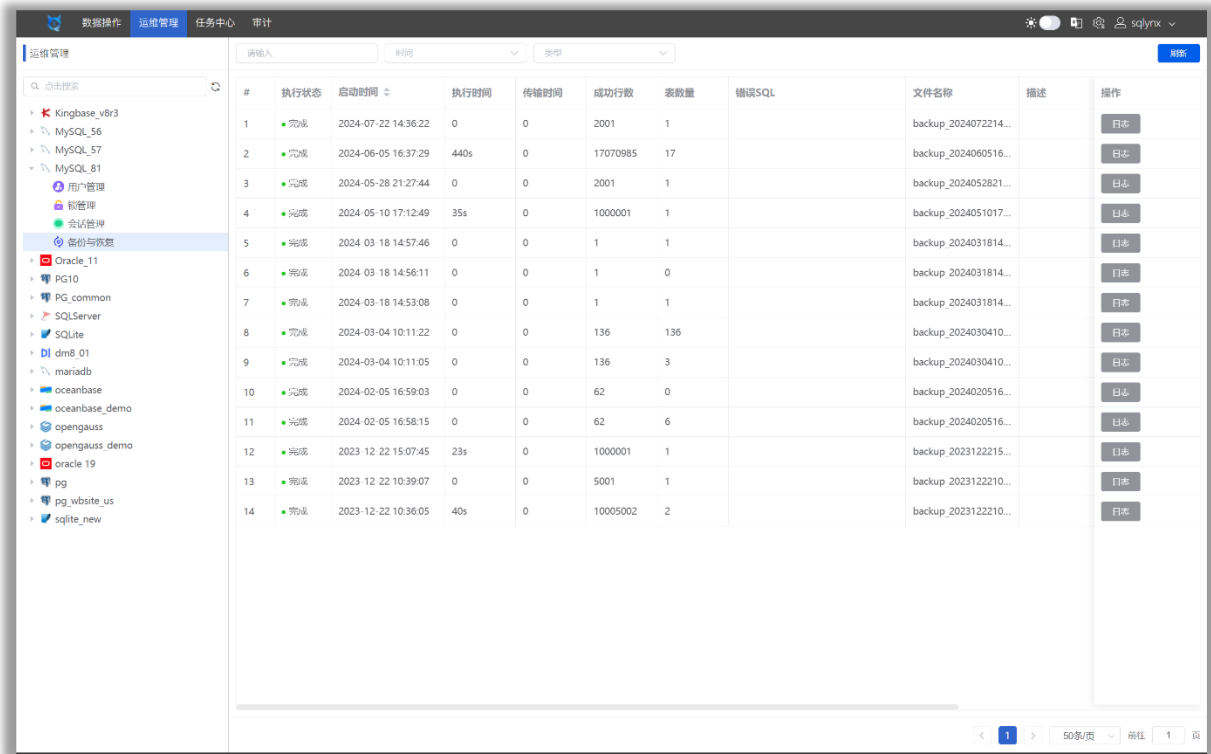 数据操作 运维管理 任务中心 审计 sqlynx
运维管理
请输入 时间 类型 刷新
点击搜索
Kingbase_v8r3
MySQL_56
MySQL_57
MySQL_81
用户管理
锁管理
会话管理
备份与恢复
Oracle_11
PG10
PG_common
SQLServer
SQLite
dm8_01
mariadb
oceanbase
oceanbase_demo
opengauss
opengauss_demo
oracle 19
pg
pg_wbsite_us
sqlite_new
# 执行状态 启动时间 执行时间 传输时间 成功行数 表数量 错误SQL 文件名称 描述 操作
1 完成 2024-07-22 14:36:22 0 0 2001 1 backup_2024072214... 日志
2 完成 2024-06-05 16:37:29 440s 0 17070985 17 backup_2024060516... 日志
3 完成 2024-05-28 21:27:44 0 0 2001 1 backup_2024052821... 日志
4 完成 2024-05-10 17:12:49 35s 0 1000001 1 backup_2024051017... 日志
5 完成 2024-03-18 14:57:46 0 0 1 1 backup_2024031814... 日志
6 完成 2024-03-18 14:56:11 0 0 1 0 backup_2024031814... 日志
7 完成 2024-03-18 14:53:08 0 0 1 1 backup_2024031814... 日志
8 完成 2024-03-04 10:11:22 0 0 136 136 backup_2024030410... 日志
9 完成 2024-03-04 10:11:05 0 0 136 3 backup_2024030410... 日志
10 完成 2024-02-05 16:59:03 0 0 62 0 backup_2024020516... 日志
11 完成 2024-02-05 16:58:15 0 0 62 6 backup_2024020516... 日志
12 完成 2023-12-22 15:07:45 23s 0 1000001 1 backup_2023122215... 日志
13 完成 2023-12-22 10:39:07 0 0 5001 1 backup_2023122210... 日志
14 完成 2023-12-22 10:36:05 40s 0 10005002 2 backup_2023122210... 日志
1 50条/页 前往 1 页